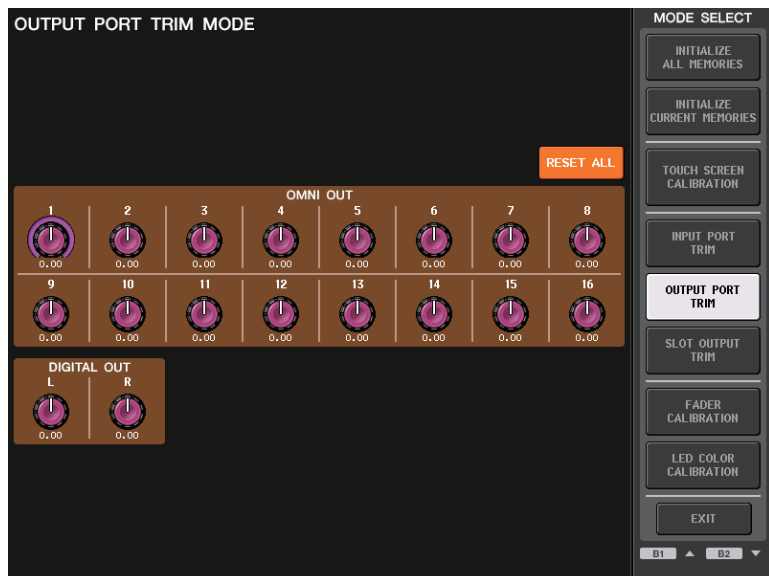 OUTPUT PORT TRIM MODE
RESET ALL
OMNI OUT
1 2 3 4 5 6 7 8
0.00 0.00 0.00 0.00 0.00 0.00 0.00 0.00
9 10 11 12 13 14 15 16
0.00 0.00 0.00 0.00 0.00 0.00 0.00 0.00
DIGITAL OUT
L R
0.00 0.00
MODE SELECT
INITIALIZE
ALL MEMORIES
INITIALIZE
CURRENT MEMORIES
TOUCH SCREEN
CALIBRATION
INPUT PORT
TRIM
OUTPUT PORT
TRIM
SLOT OUTPUT
TRIM
FADER
CALIBRATION
LED COLOR
CALIBRATION
EXIT
B1 B2